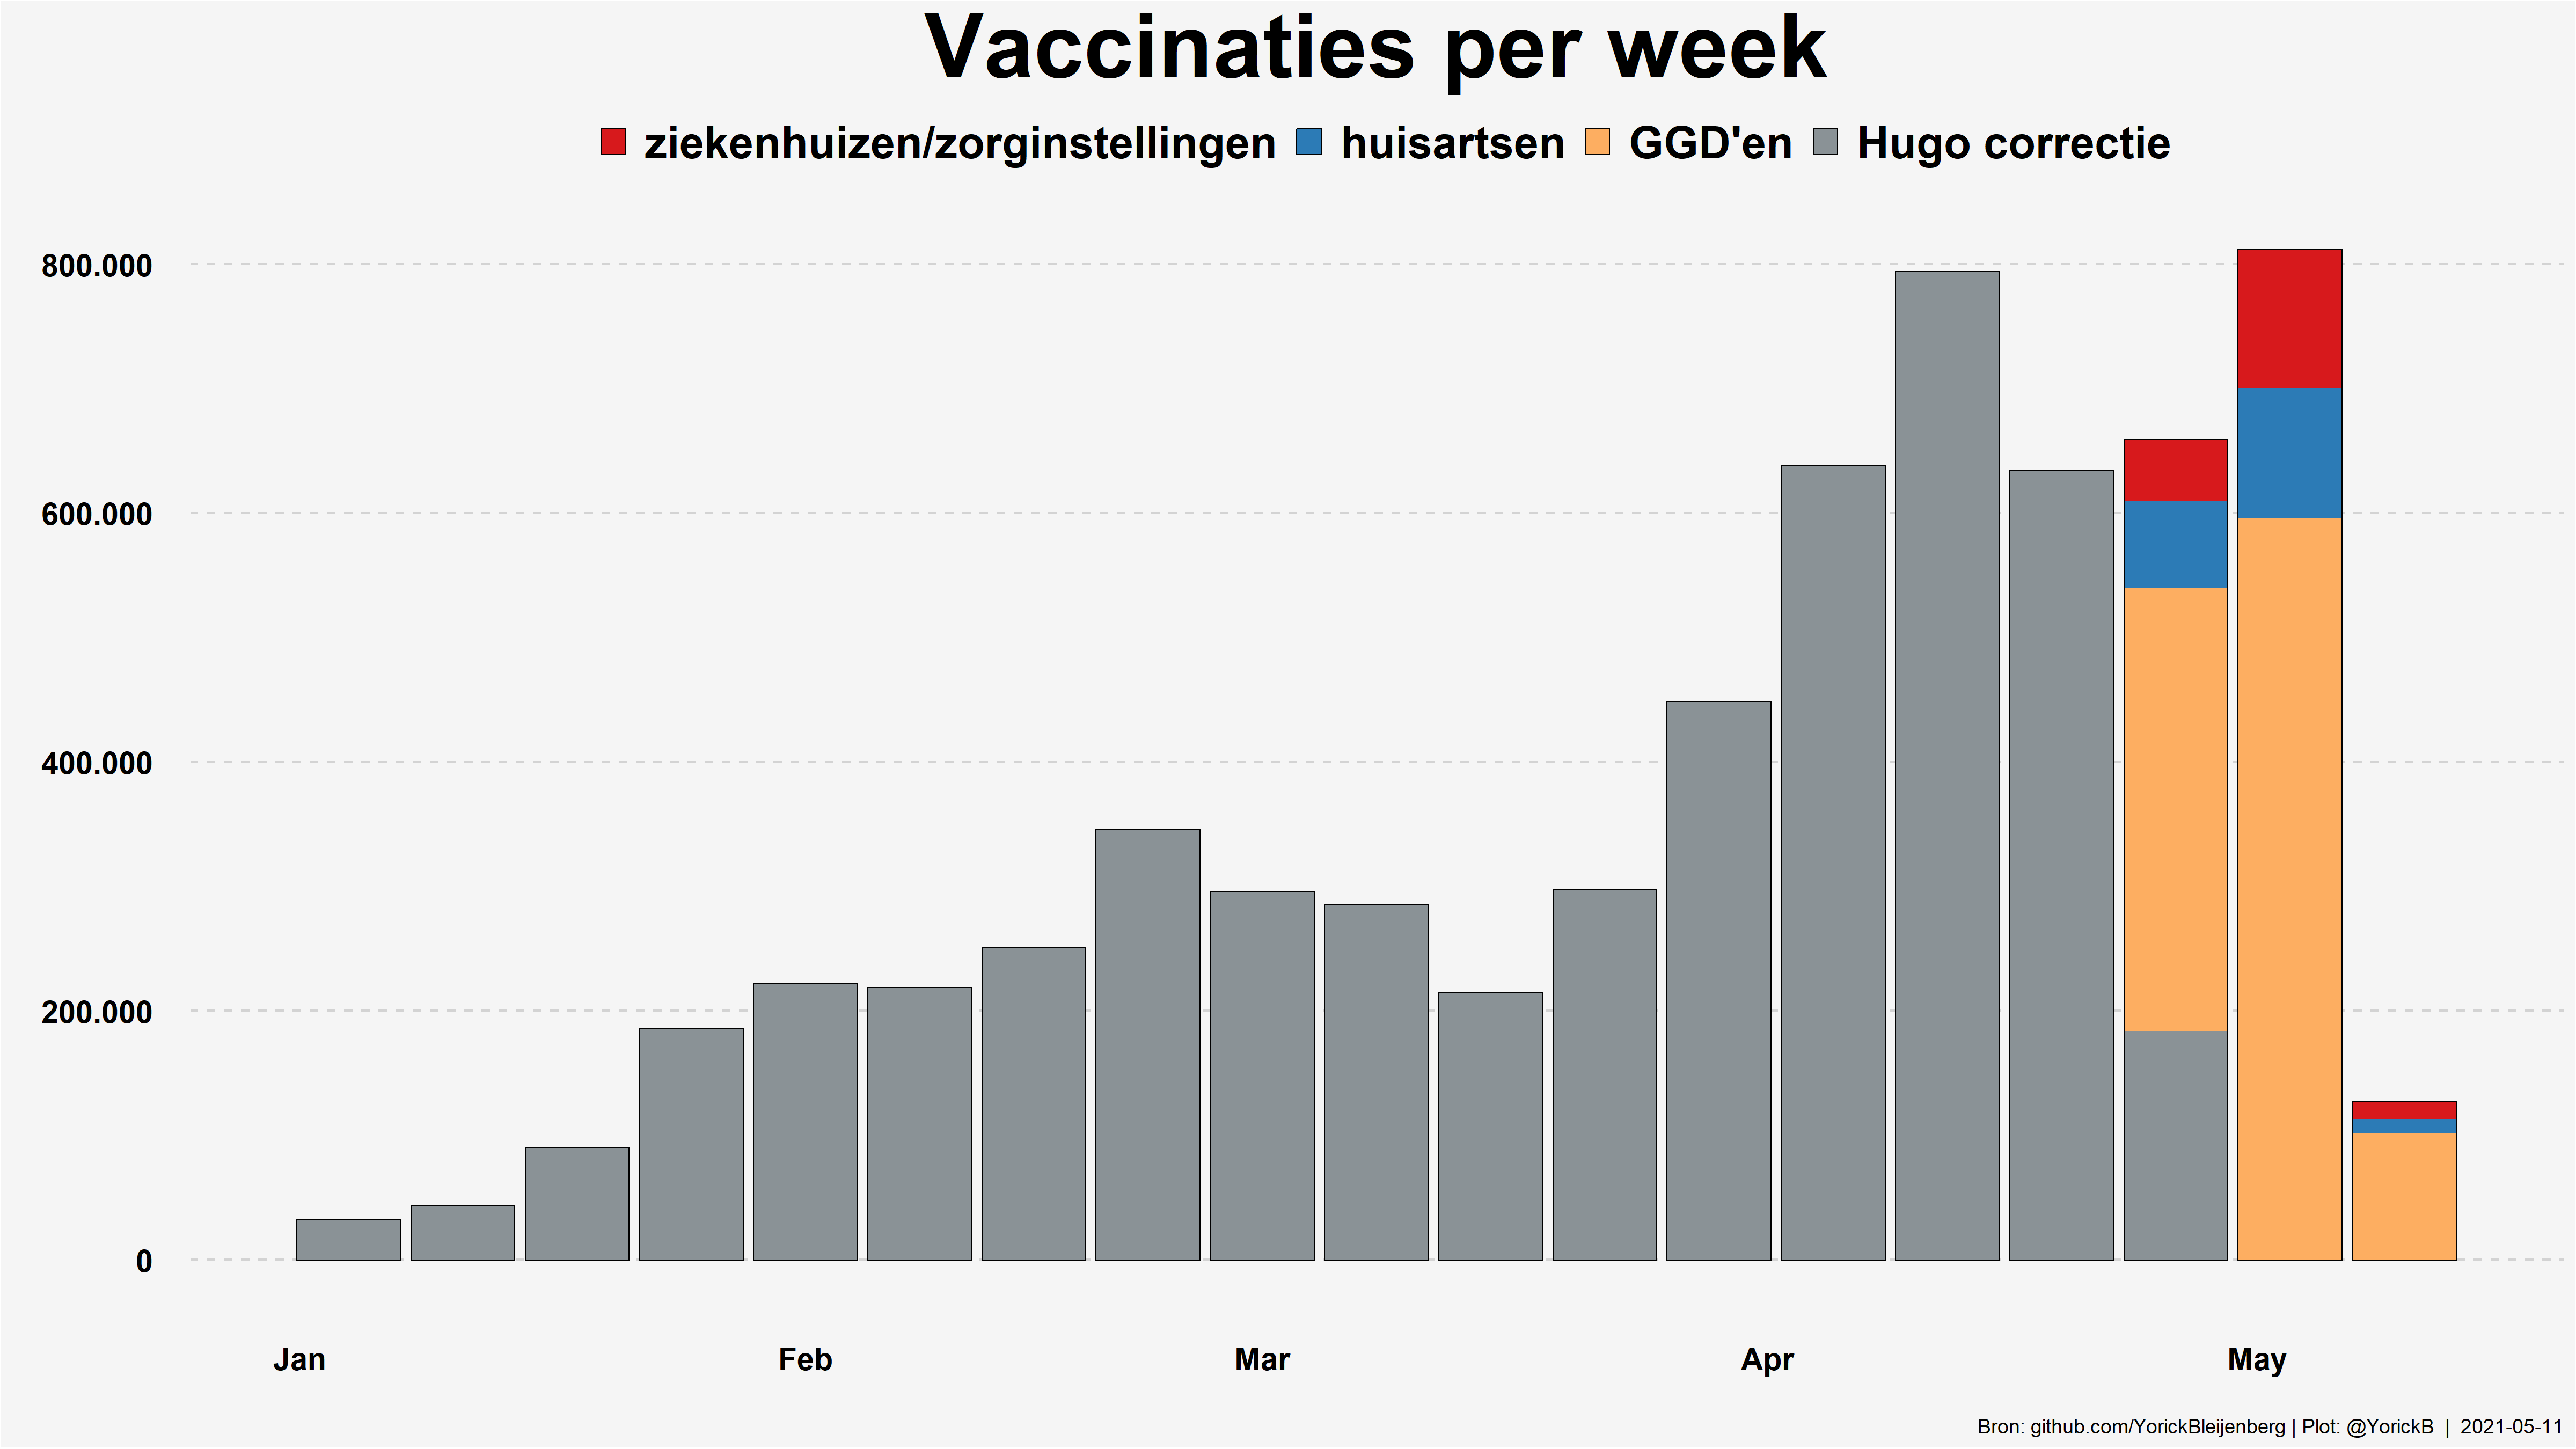 Vaccinaties per week
ziekenhuizen/zorginstellingen huisartsen GGD'en Hugo correctie
800.000
600.000
400.000
200.000
0
Jan Feb Mar Apr May
Bron: github.com/YorickBleijenberg | Plot: @YorickB | 2021-05-11